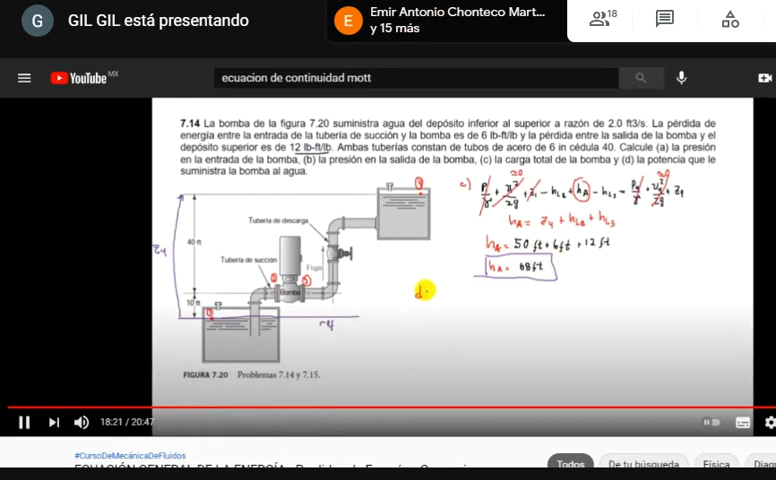 G GIL GIL está presentando
E Emir Antonio Chonteco Mart...
y 15 más
18
YouTube MX
ecuacion de continuidad mott
7.14 La bomba de la figura 7.20 suministra agua del depósito inferior al superior a razón de 2.0 ft3/s. La pérdida de
energía entre la entrada de la tubería de succión y la bomba es de 6 lb-ft/lb y la pérdida entre la salida de la bomba y el
depósito superior es de 12 lb-ft/lb. Ambas tuberías constan de tubos de acero de 6 in cédula 40. Calcule (a) la presión
en la entrada de la bomba, (b) la presión en la salida de la bomba, (c) la carga total de la bomba y (d) la potencia que le
suministra la bomba al agua.
Tubería de descarga
40 ft
Tubería de succión
Flujo
Bomba
10 ft
hA = z4 + hLB + hLS
hA = 50 ft + 6 ft + 12 ft
hA = 68 ft
d.
FIGURA 7.20 Problemas 7.14 y 7.15.
18:21 / 20:47
#CursoDeMecánicaDeFluidos
ECUACIÓN GENERAL DE LA ENERGÍA
Todos
De tu búsqueda
Física
Diag